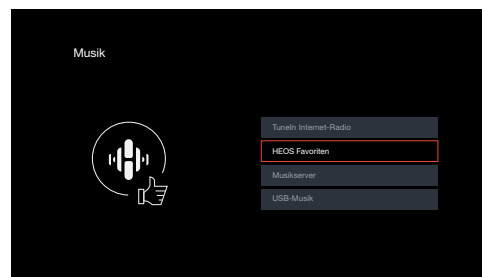 Musik
TuneIn Internet-Radio
HEOS Favoriten
Musikserver
USB-Musik